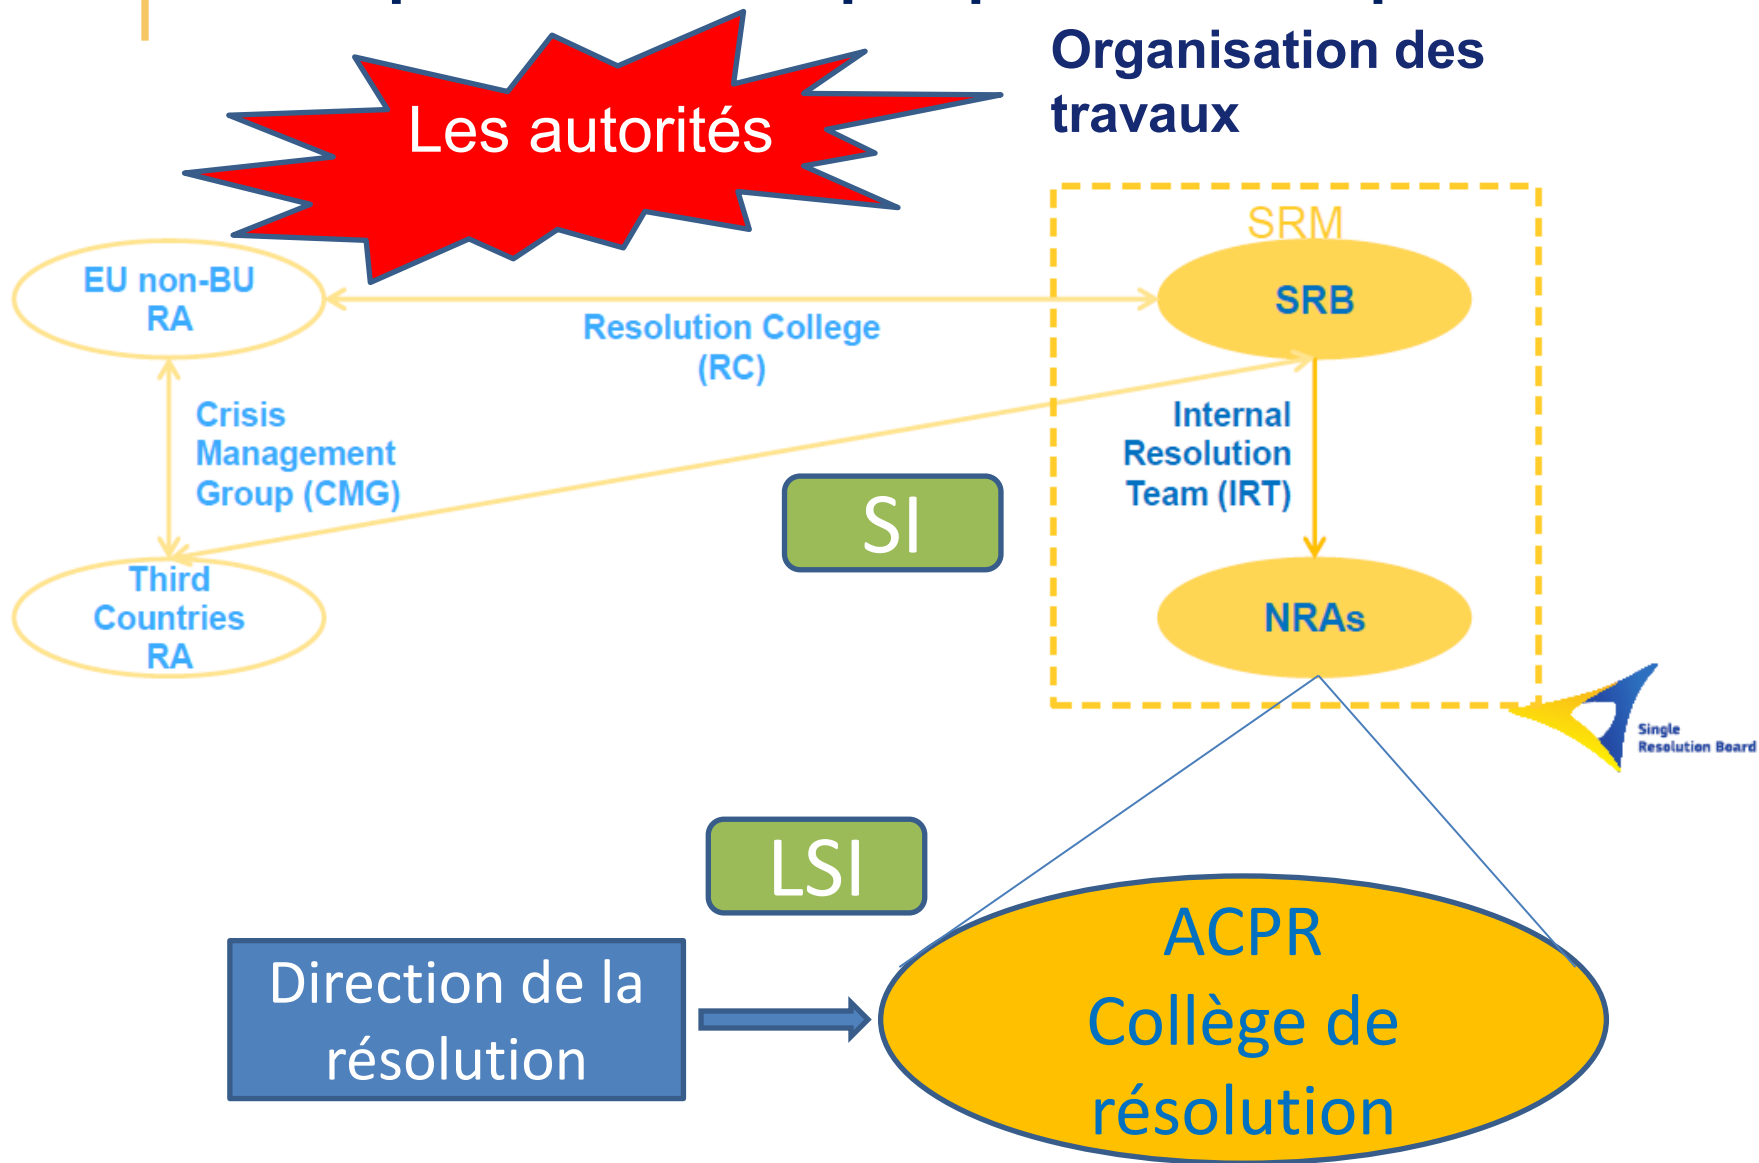 Organisation des
travaux
Les autorités
SRM
EU non-BU
RA
SRB
Resolution College
(RC)
Crisis
Management
Group (CMG)
Internal
Resolution
Team (IRT)
SI
Third
Countries
RA
NRAs
Single
Resolution Board
LSI
Direction de la
résolution
ACPR
Collège de
résolution